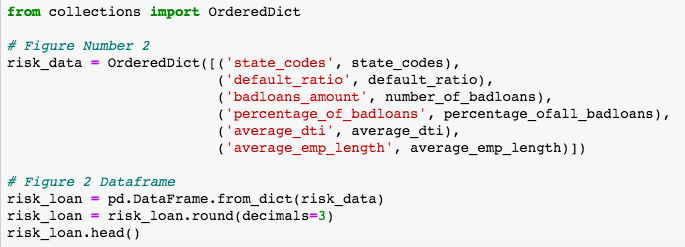 from collections import OrderedDict
# Figure Number 2
risk_data = OrderedDict([('state_codes', state_codes),
('default_ratio', default_ratio),
('badloans_amount', number_of_badloans),
('percentage_of_badloans', percentage_ofall_badloans),
('average_dti', average_dti),
('average_emp_length', average_emp_length)])
# Figure 2 Dataframe
risk_loan = pd.DataFrame.from_dict(risk_data)
risk_loan = risk_loan.round(decimals=3)
risk_loan.head()